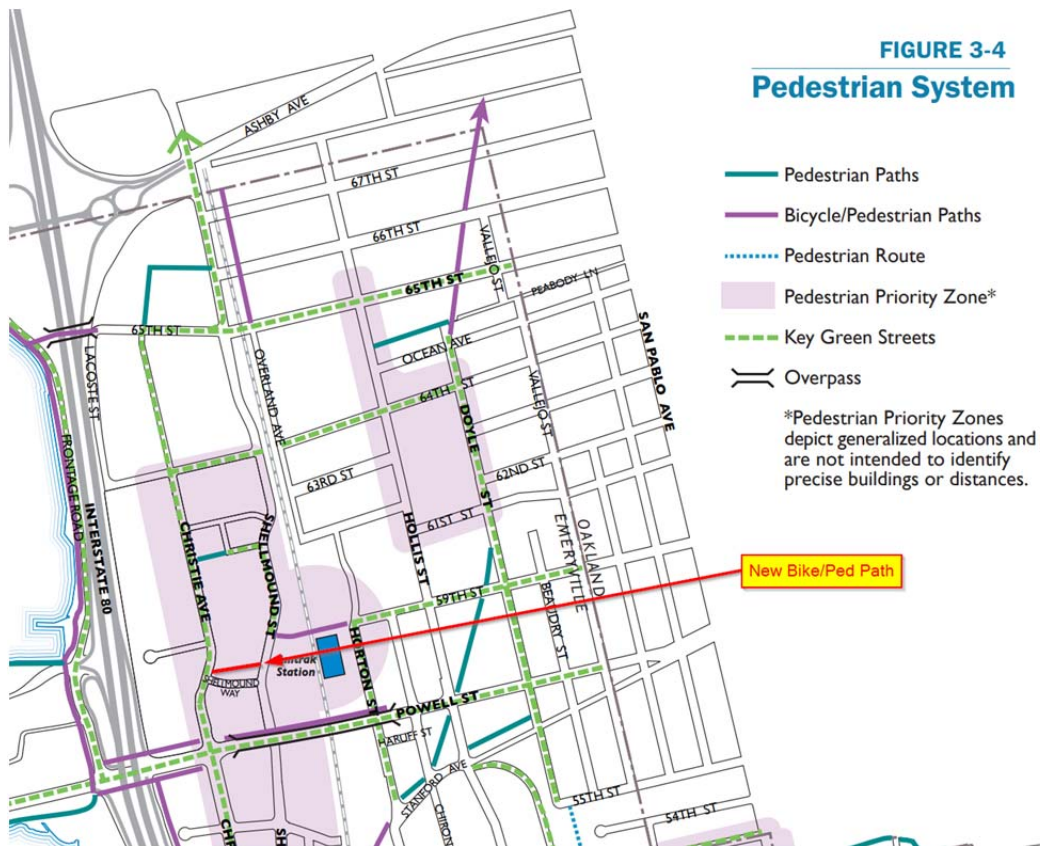 FIGURE 3-4
Pedestrian System
Pedestrian Paths
Bicycle/Pedestrian Paths
Pedestrian Route
Pedestrian Priority Zone*
Key Green Streets
Overpass
*Pedestrian Priority Zones
depict generalized locations and
are not intended to identify
precise buildings or distances.
ASHBY AVE
67TH ST
66TH ST
VALLEJO ST
65TH ST
PEABODY LN
65TH ST
OCEAN AVE
SAN PABLO AVE
LACOSTE ST
OVERLAND AVE
64TH ST
VALLEJO ST
DOYLE ST
FRONTAGE ROAD
63RD ST
62ND ST
INTERSTATE 80
CHRISTIE AVE
SHELLMOUND ST
HOLLIS ST
61ST ST
OAKLAND
EMERYVILLE
New Bike/Ped Path
59TH ST
BEAUDRY ST
HORTON ST
Station
WAY
POWELL ST
HARUFF ST
STANFORD AVE
CHIRON
55TH ST
54TH ST
CHR
SH